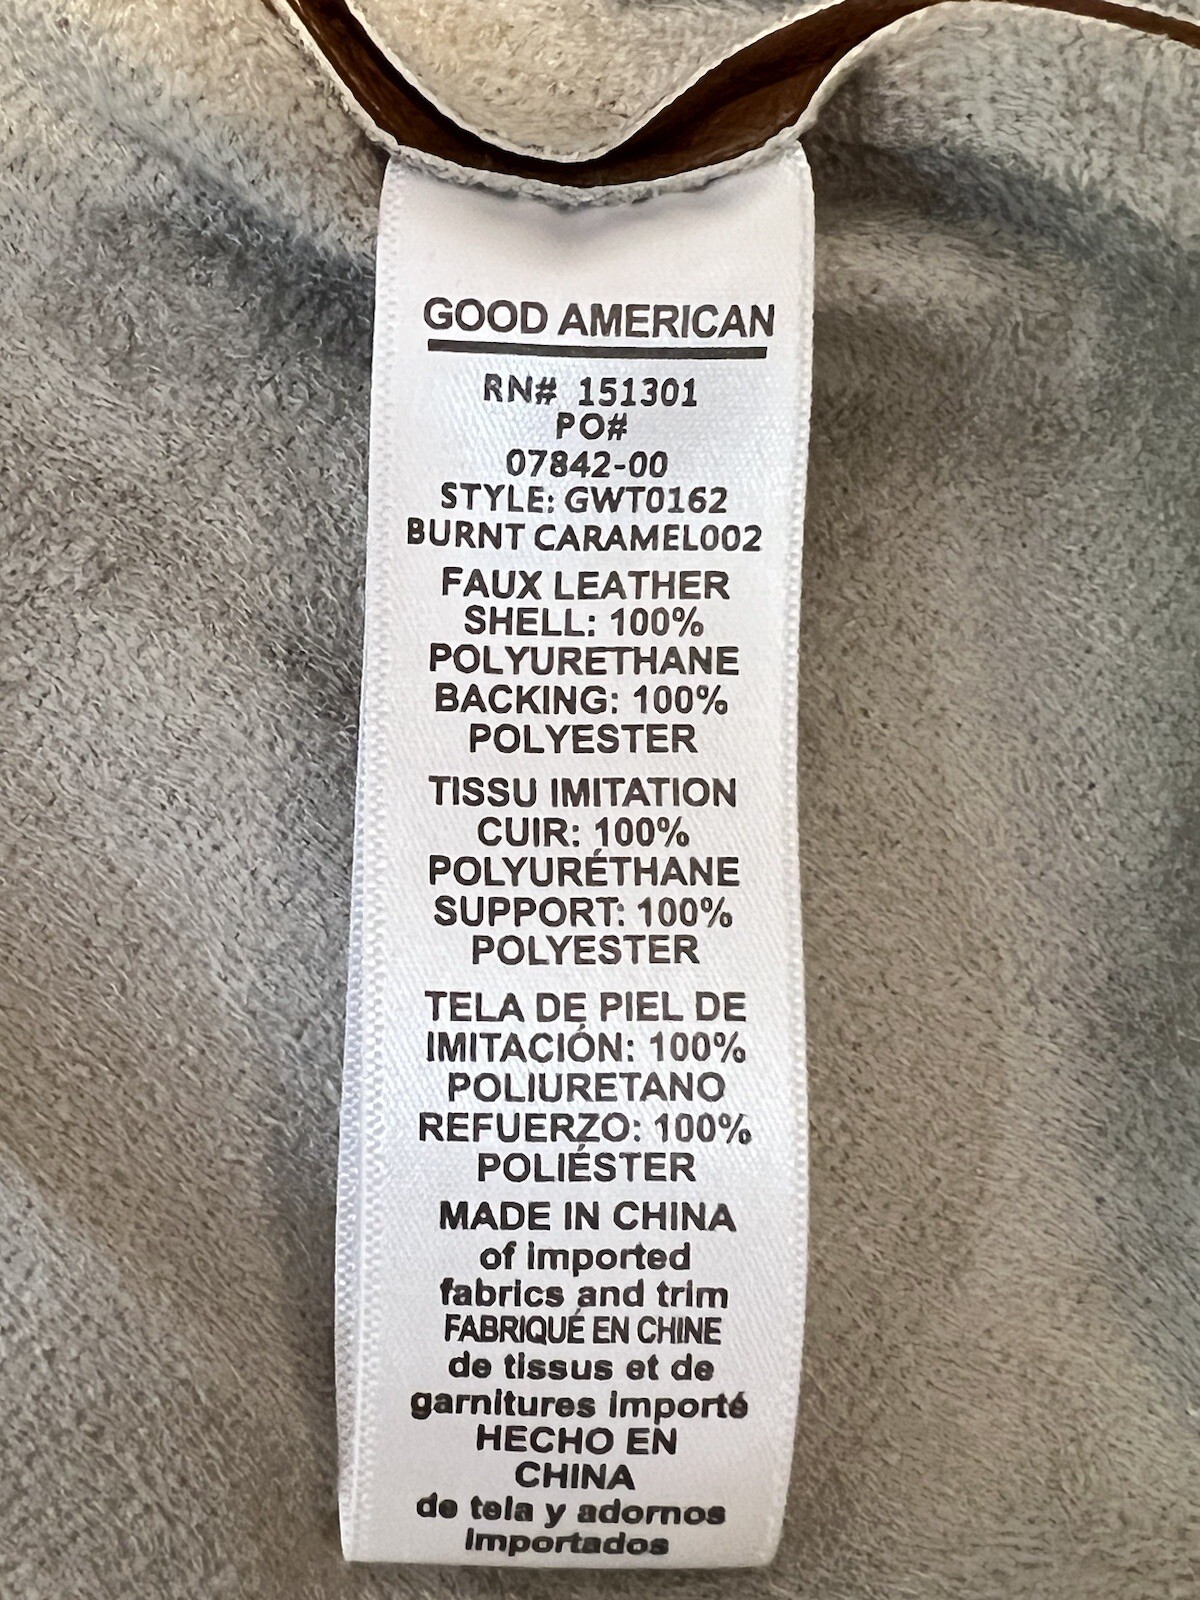 GOOD AMERICAN
RN# 151301
PO#
07842-00
STYLE: GWT0162
BURNT CARAMEL002
FAUX LEATHER
SHELL: 100%
POLYURETHANE
BACKING: 100%
POLYESTER
TISSU IMITATION
CUIR: 100%
POLYURÉTHANE
SUPPORT: 100%
POLYESTER
TELA DE PIEL DE
IMITACIÓN: 100%
POLIURETANO
REFUERZO: 100%
POLIÉSTER
MADE IN CHINA
of imported
fabrics and trim
FABRIQUÉ EN CHINE
de tissus et de
garnitures importé
HECHO EN
CHINA
de tela y adornos
importados